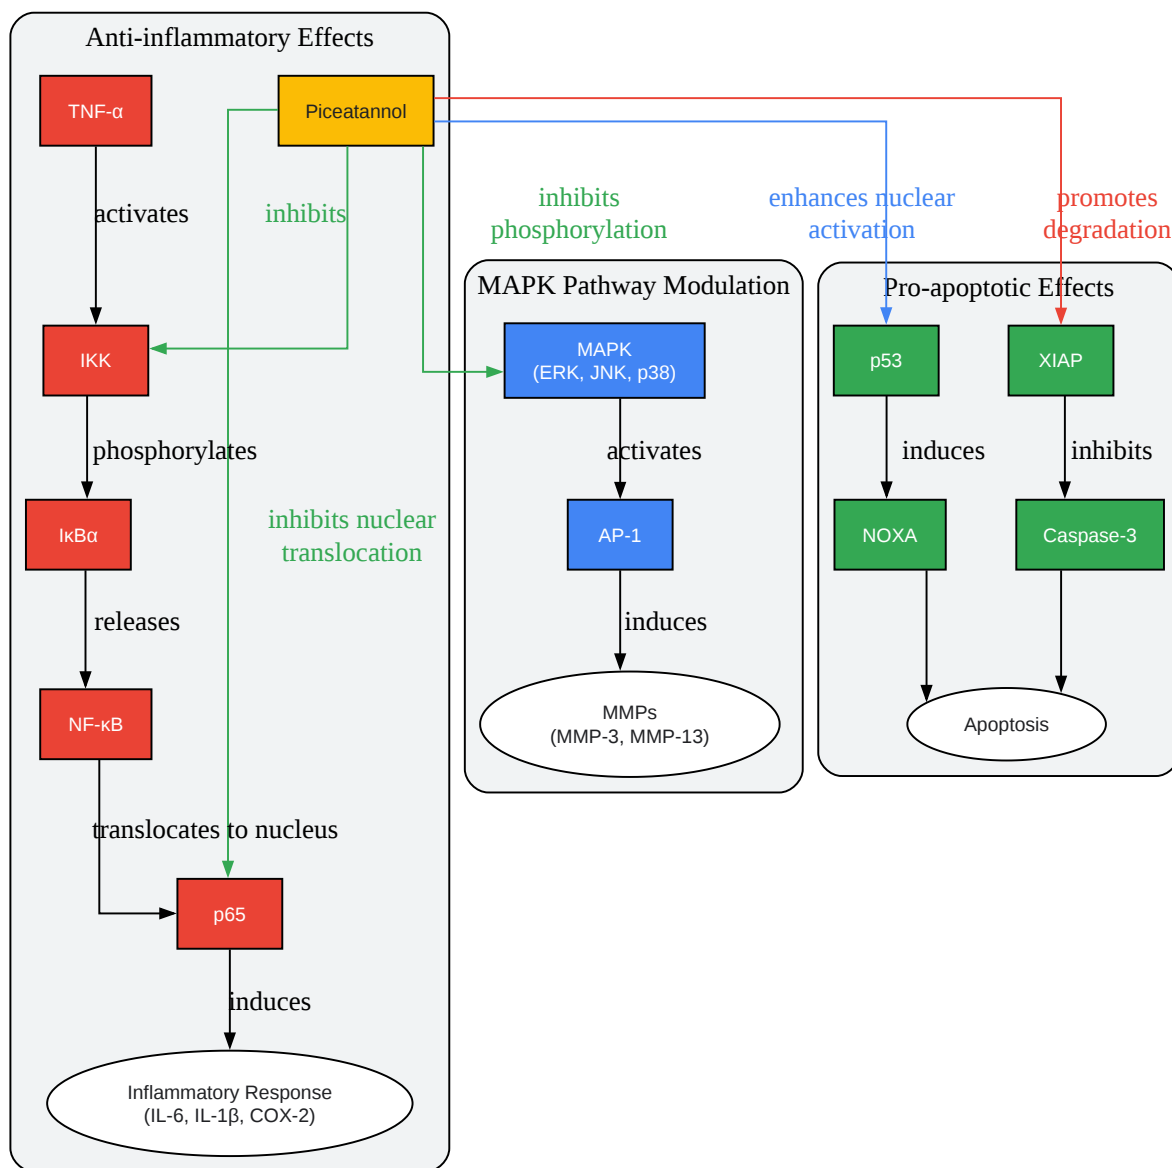 Anti-inflammatory Effects
TNF-α
Piceatannol
activates
inhibits
inhibits
phosphorylation
enhances nuclear
activation
promotes
degradation
MAPK Pathway Modulation
Pro-apoptotic Effects
IKK
MAPK
(ERK, JNK, p38)
p53
XIAP
phosphorylates
activates
induces
inhibits
IκBα
inhibits nuclear
translocation
AP-1
NOXA
Caspase-3
releases
induces
NF-κB
MMPs
(MMP-3, MMP-13)
Apoptosis
translocates to nucleus
p65
induces
Inflammatory Response
(IL-6, IL-1β, COX-2)